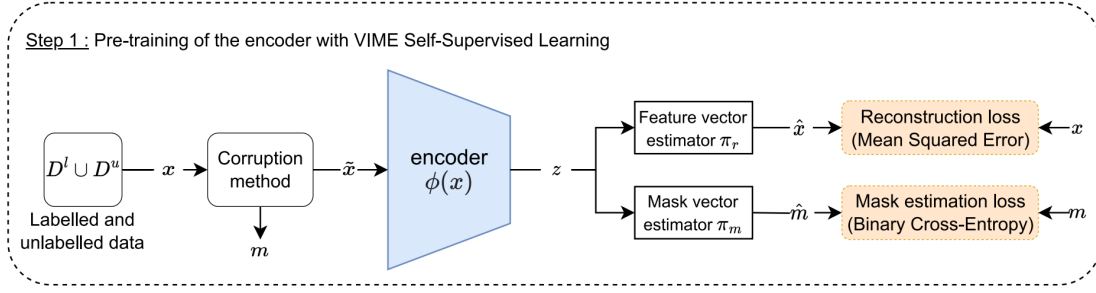 Step 1 : Pre-training of the encoder with VIME Self-Supervised Learning
D^l ∪ D^u
Labelled and
unlabelled data
x
Corruption
method
m
x̃
encoder
ϕ(x)
z
Feature vector
estimator π_r
x̂
Reconstruction loss
(Mean Squared Error)
x
Mask vector
estimator π_m
m̂
Mask estimation loss
(Binary Cross-Entropy)
m